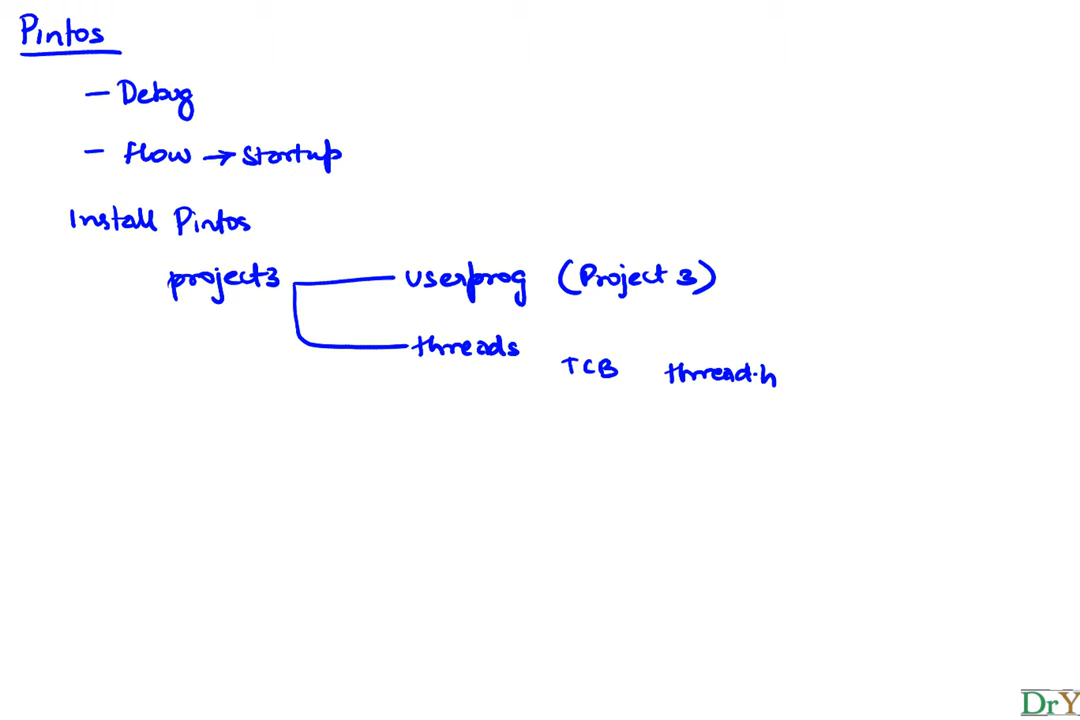 Pintos
- Debug
- flow → startup
Install Pintos
project3 userprog (Project 3)
threads TCB thread.h
DrY